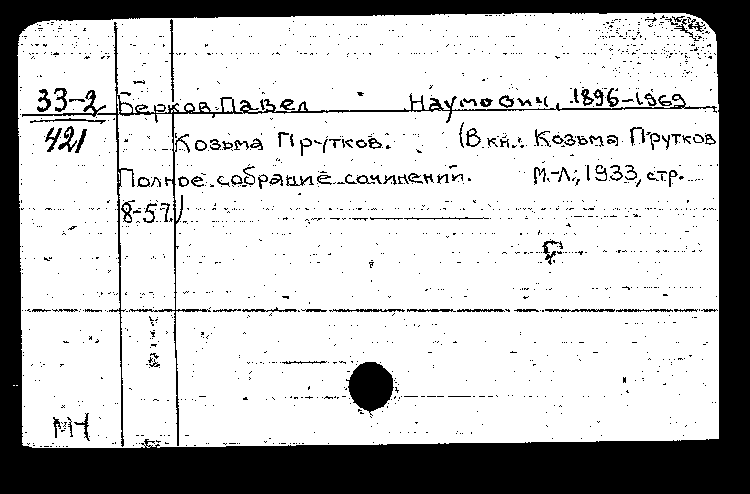 33-2 Берков, Павел Наумович, 1896-1969
421 Козьма Прутков. (В кн.: Козьма Прутков
Полное собрание сочинений. М.-Л., 1933, стр.
8-57.)